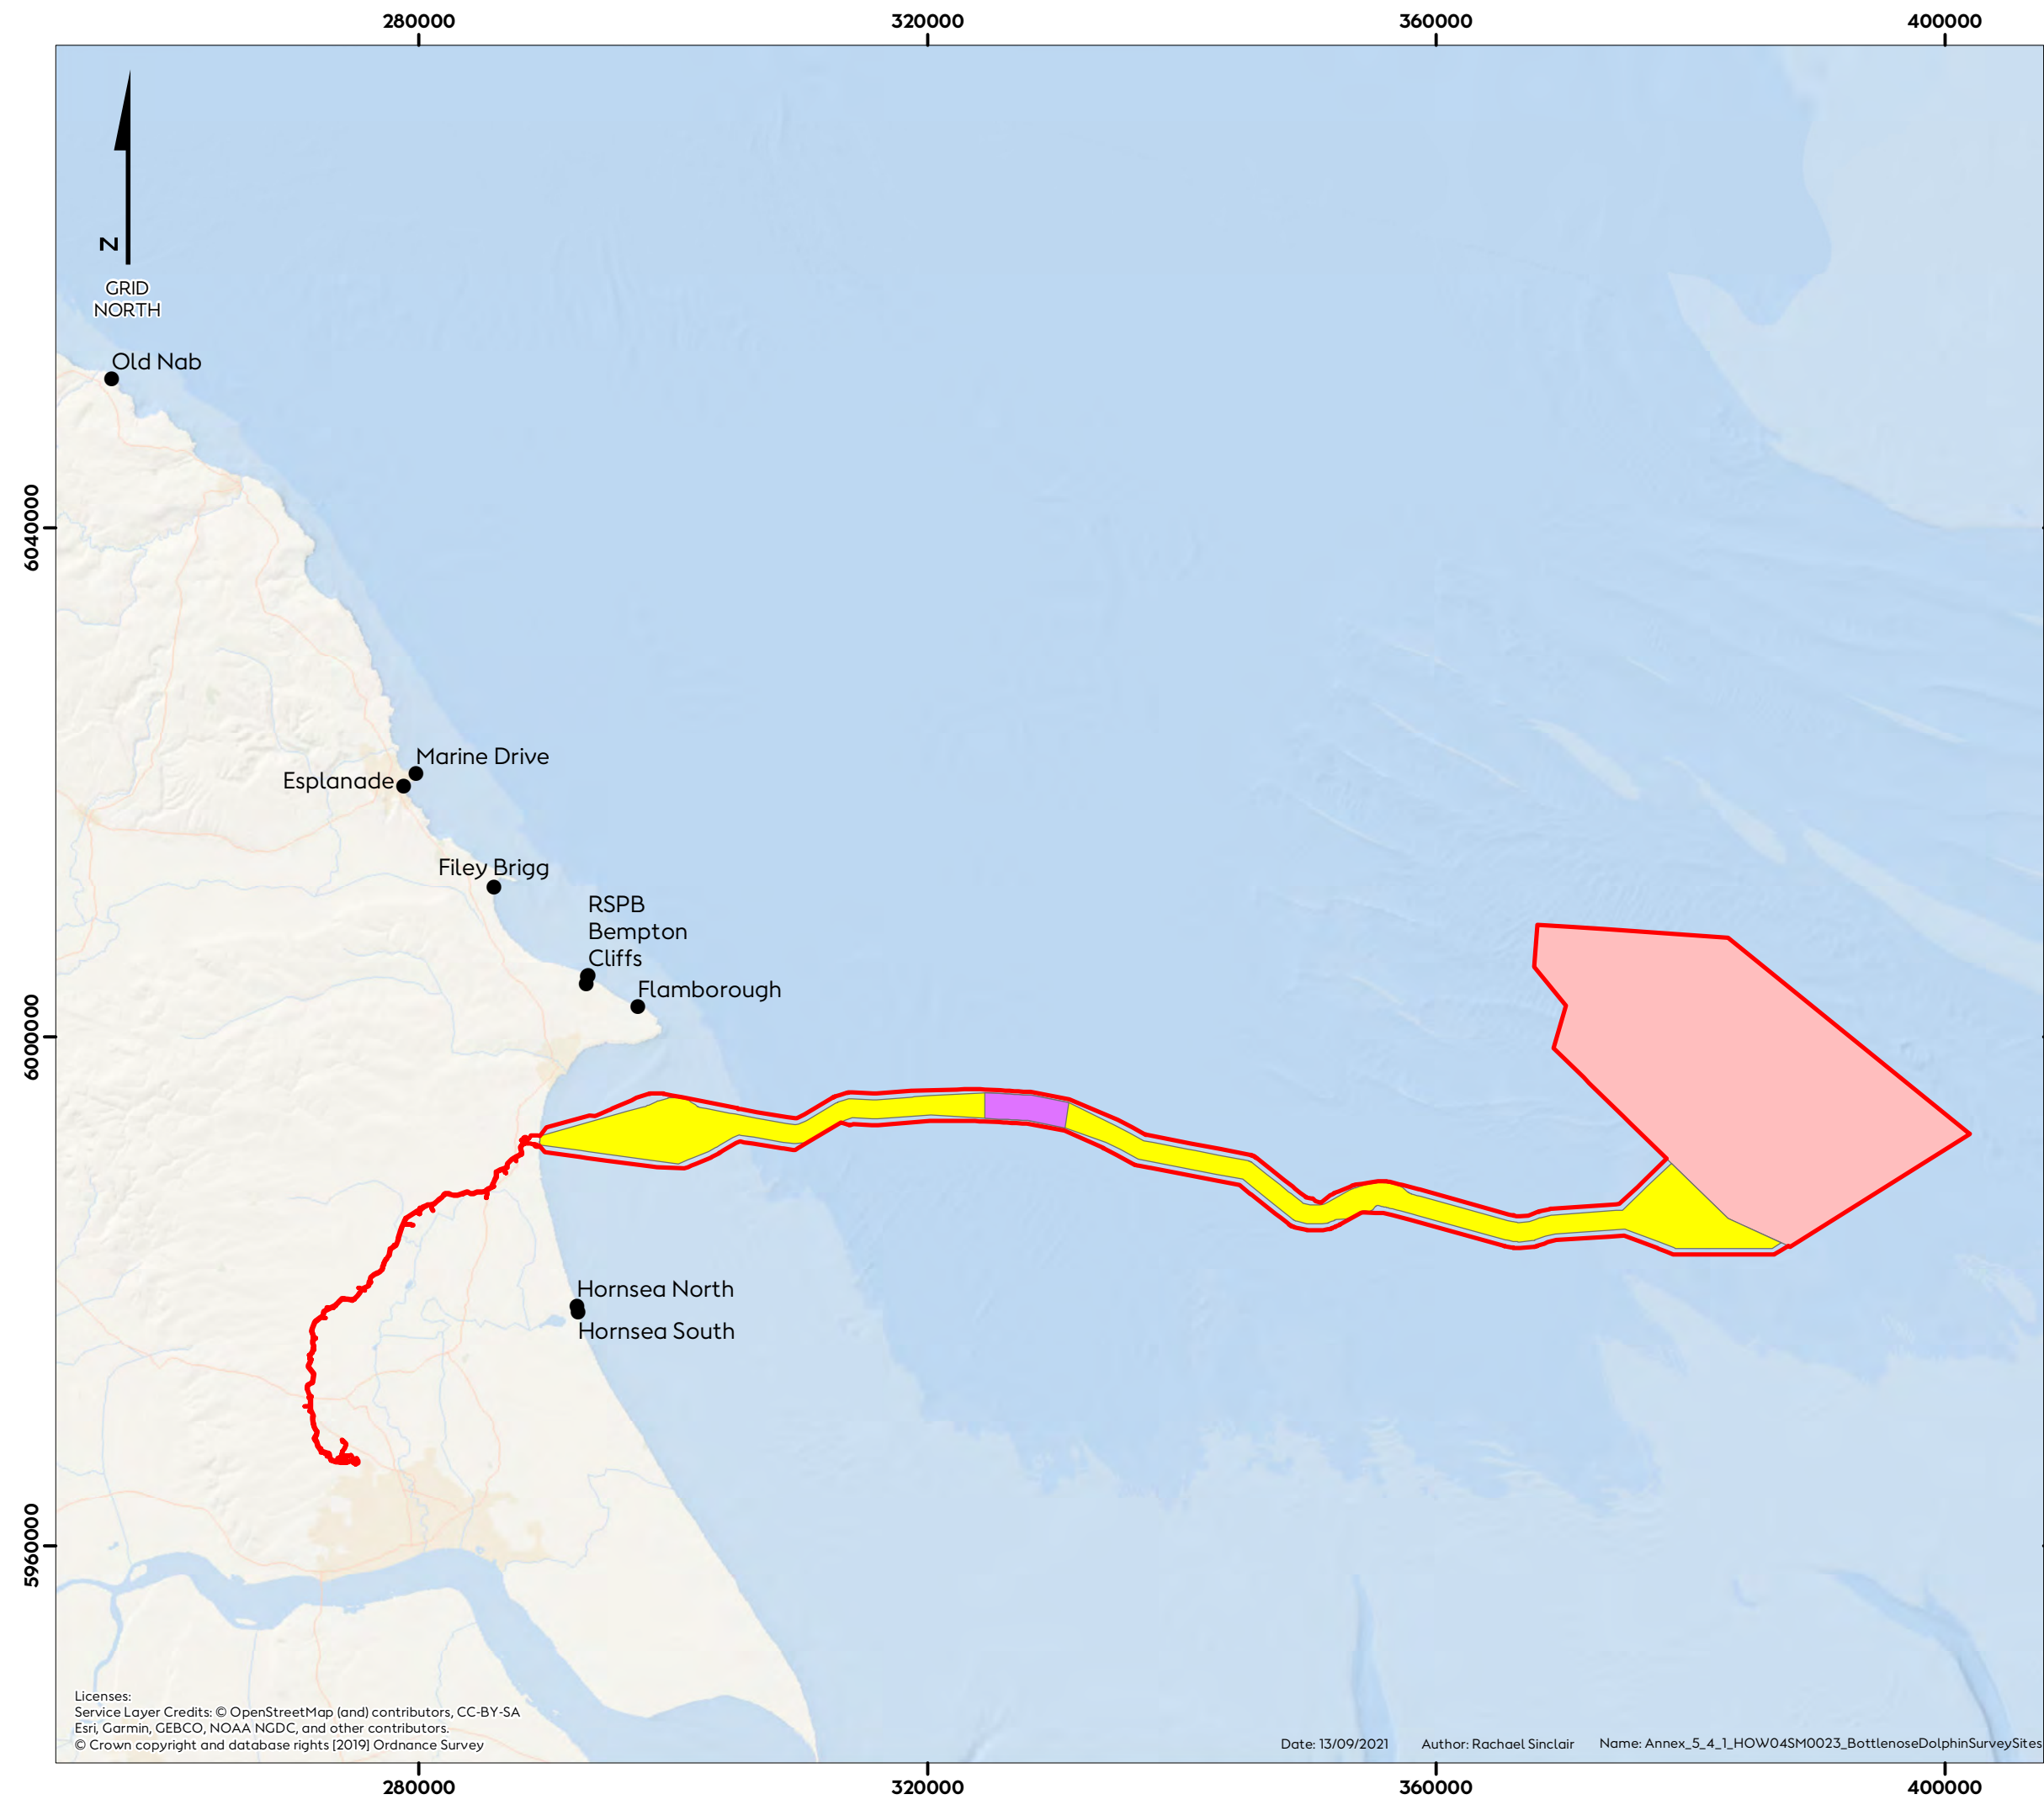 280000 320000 360000 400000
N
GRID
NORTH
Old Nab
6040000
Marine Drive
Esplanade
Filey Brigg
RSPB
Bempton
Cliffs
Flamborough
6000000
Hornsea North
Hornsea South
5960000
Licenses:
Service Layer Credits: © OpenStreetMap (and) contributors, CC-BY-SA
Esri, Garmin, GEBCO, NOAA NGDC, and other contributors.
© Crown copyright and database rights [2019] Ordnance Survey
Date: 13/09/2021 Author: Rachael Sinclair Name: Annex_5_4_1_HOW04SM0023_BottlenoseDolphinSurveySites
280000 320000 360000 400000